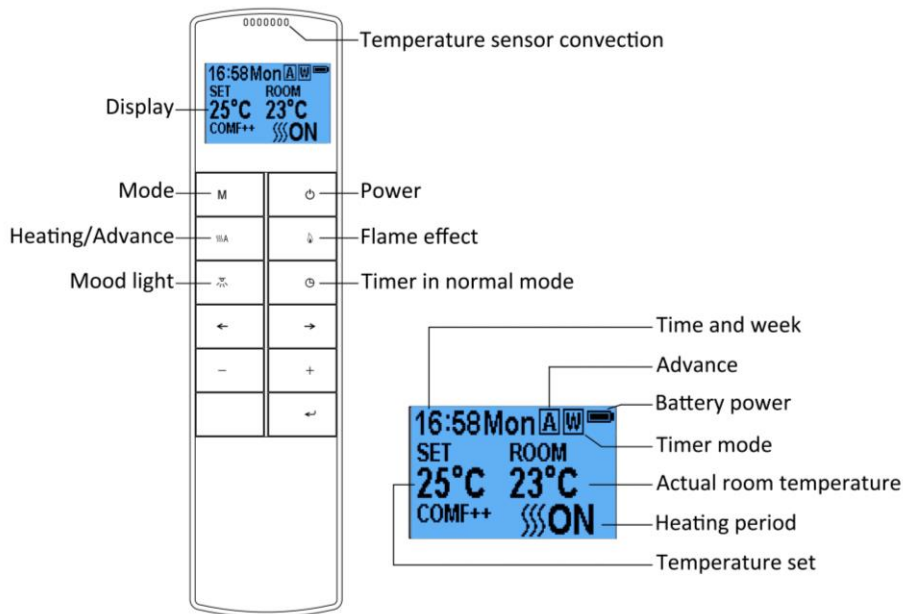 Temperature sensor convection
16:58Mon A W
SET ROOM
Display
25°C 23°C
COMF++ ON
Mode M Power
Heating/Advance A Flame effect
Mood light Timer in normal mode
← →
− +
↵
Time and week
Advance
Battery power
16:58Mon A W
Timer mode
SET ROOM
25°C 23°C
Actual room temperature
COMF++ ON
Heating period
Temperature set